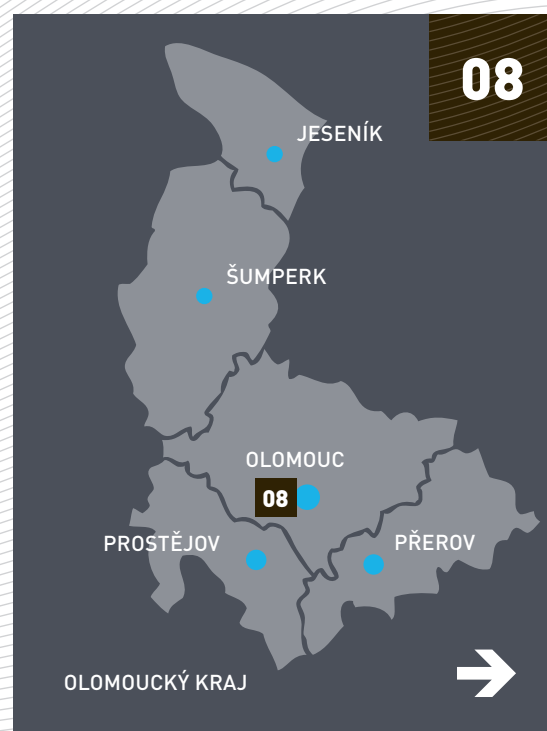 08
JESENÍK
ŠUMPERK
OLOMOUC
08
PROSTĚJOV
PŘEROV
OLOMOUCKÝ KRAJ